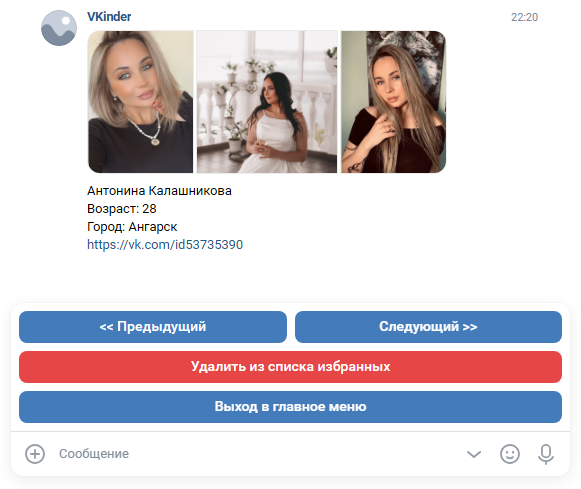 VKinder
22:20
Антонина Калашникова
Возраст: 28
Город: Ангарск
https://vk.com/id53735390
<< Предыдущий
Следующий >>
Удалить из списка избранных
Выход в главное меню
Сообщение